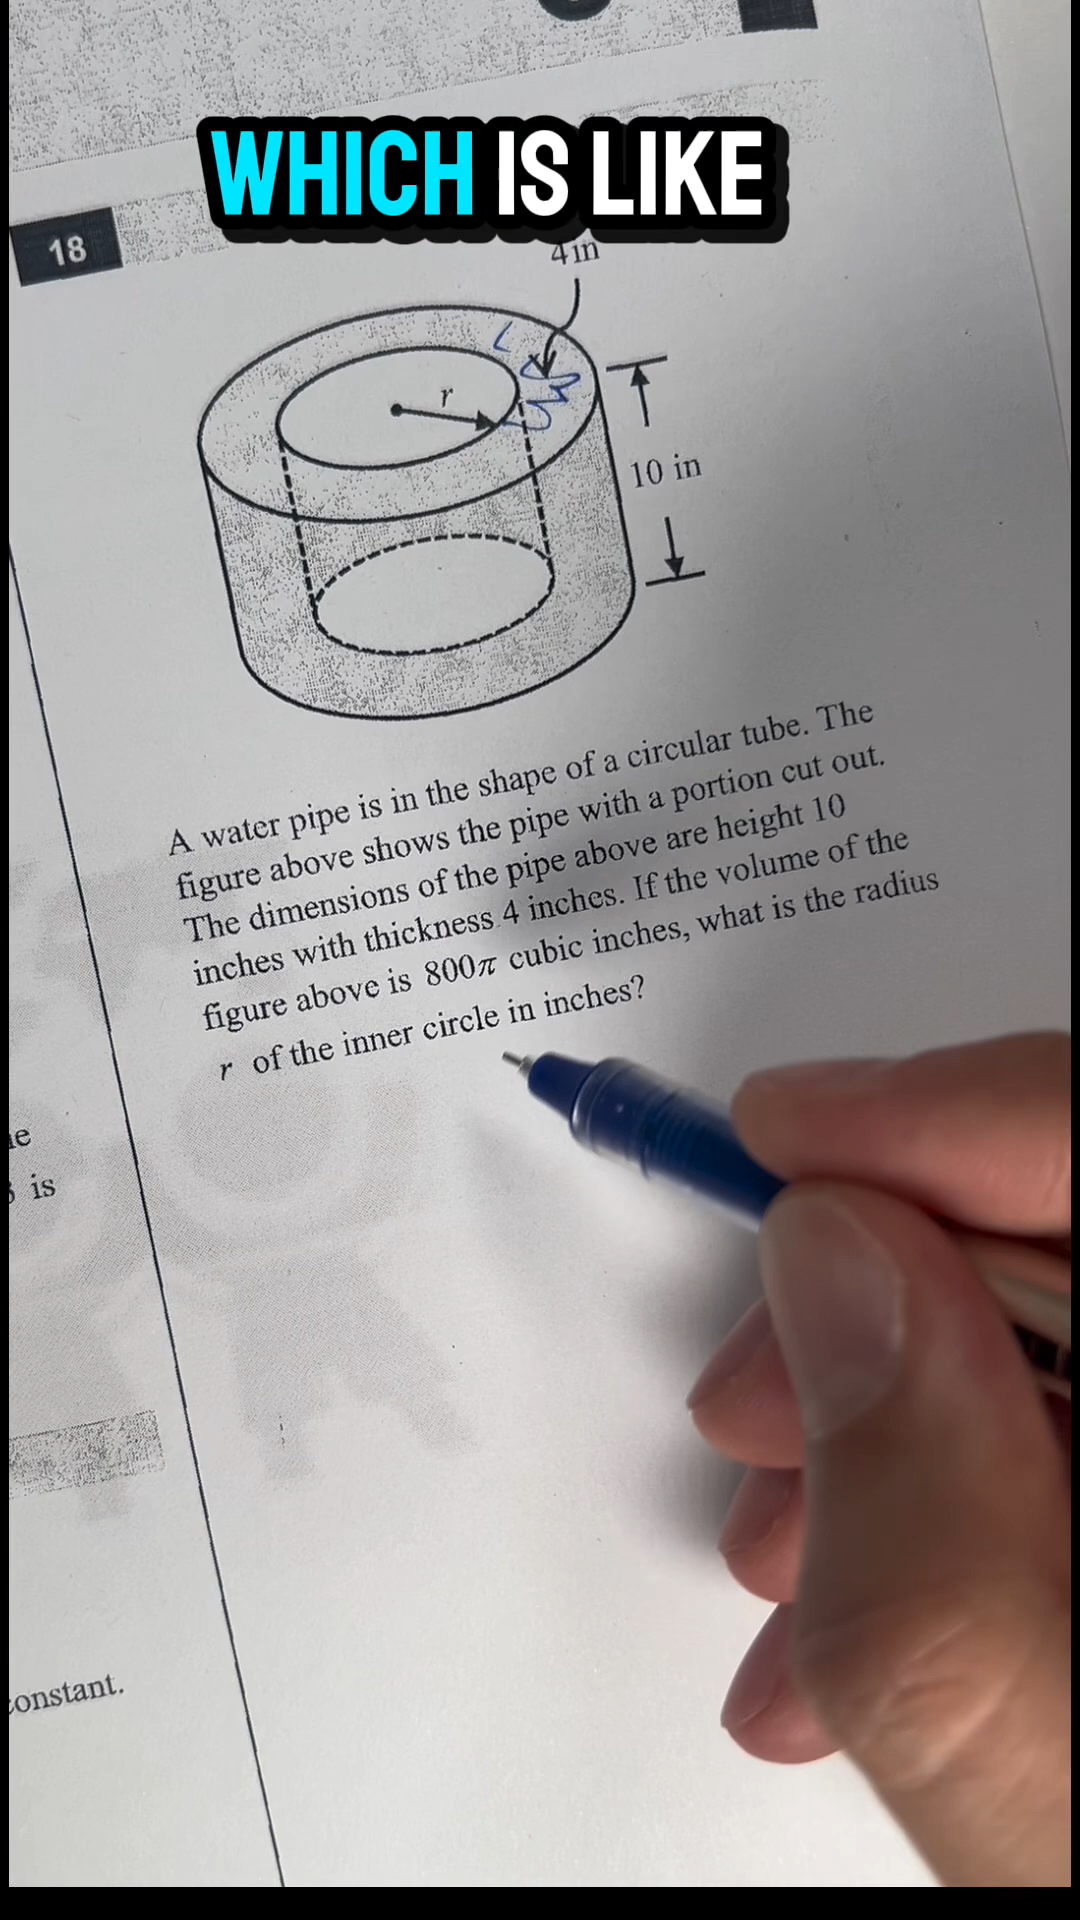 WHICH IS LIKE
18
4in
r
10 in
A water pipe is in the shape of a circular tube. The
figure above shows the pipe with a portion cut out.
The dimensions of the pipe above are height 10
inches with thickness 4 inches. If the volume of the
figure above is 800π cubic inches, what is the radius
r of the inner circle in inches?
is
constant.